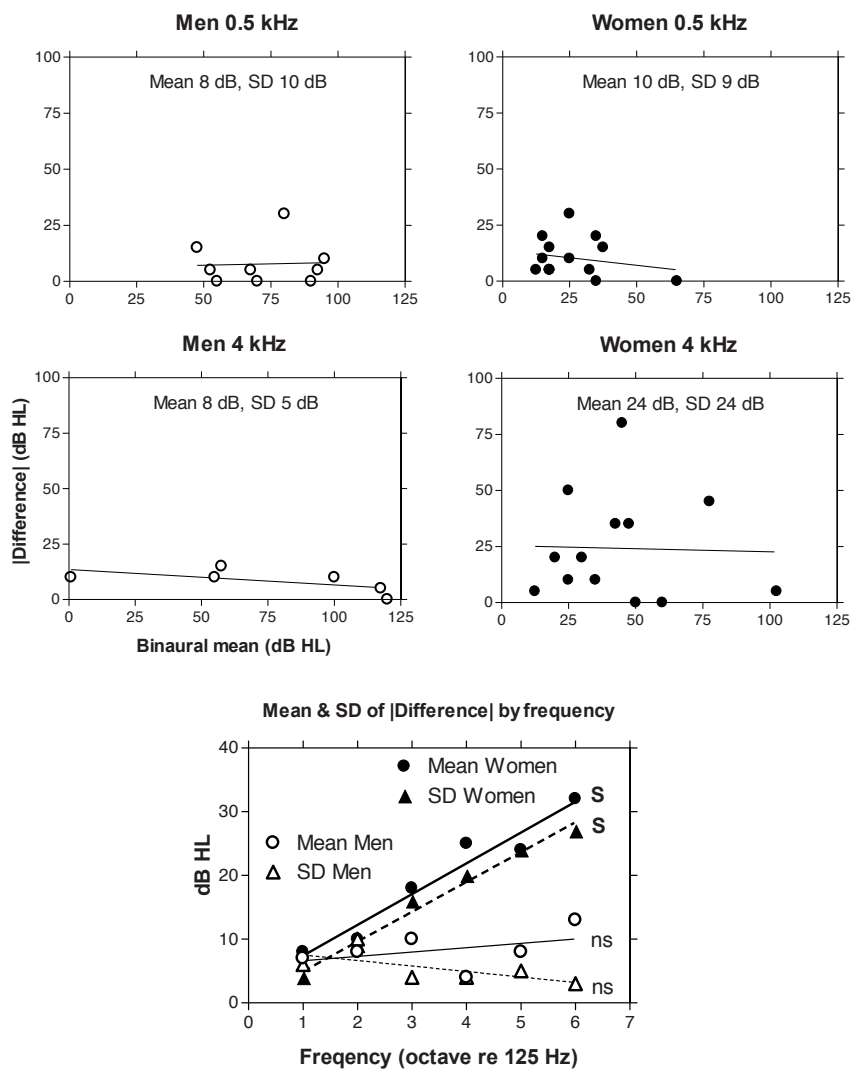 Men 0.5 kHz
Women 0.5 kHz
100
75
50
25
0
Mean 8 dB, SD 10 dB
0 25 50 75 100 125
100
75
50
25
0
Mean 10 dB, SD 9 dB
0 25 50 75 100 125
Men 4 kHz
Women 4 kHz
|Difference| (dB HL)
100
75
50
25
0
Mean 8 dB, SD 5 dB
0 25 50 75 100 125
Binaural mean (dB HL)
100
75
50
25
0
Mean 24 dB, SD 24 dB
0 25 50 75 100 125
Mean & SD of |Difference| by frequency
dB HL
40
30
20
10
0
Mean Women
SD Women
Mean Men
SD Men
S
S
ns
ns
0 1 2 3 4 5 6 7
Freqency (octave re 125 Hz)